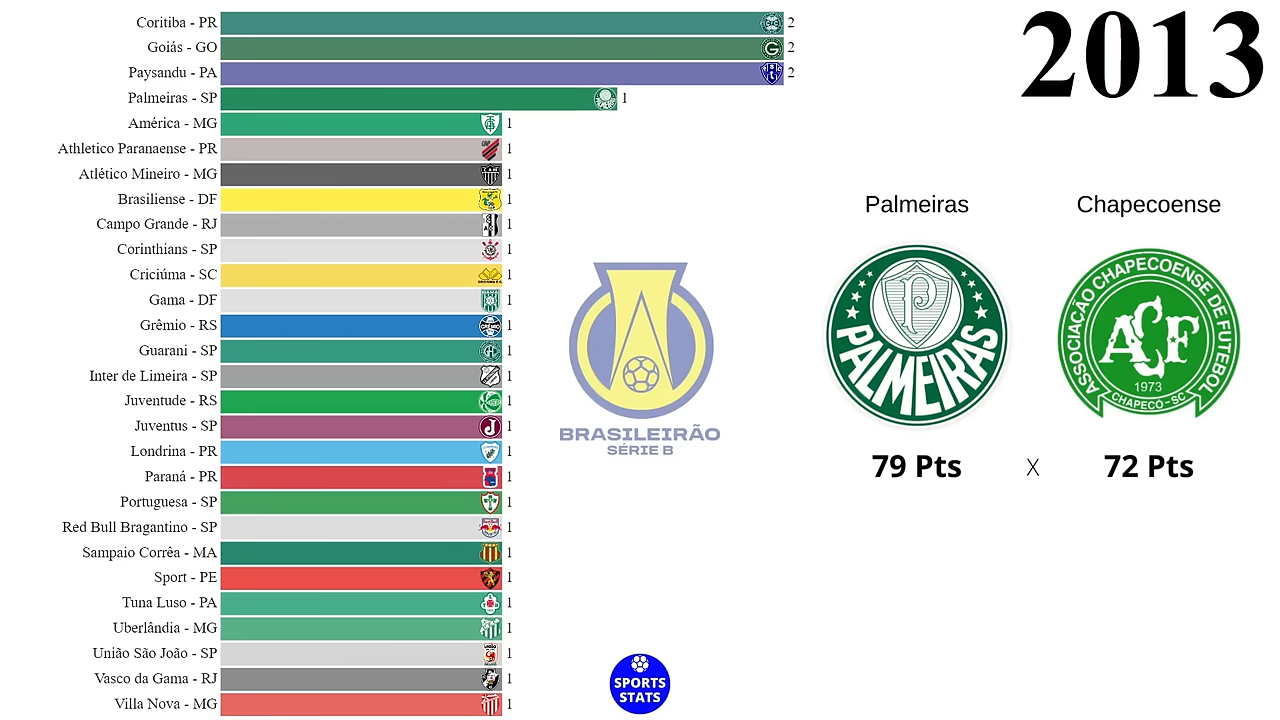 2013
Coritiba - PR 2
Goiás - GO 2
Paysandu - PA 2
Palmeiras - SP 1
América - MG 1
Athletico Paranaense - PR 1
Atlético Mineiro - MG 1
Brasiliense - DF 1
Campo Grande - RJ 1
Corinthians - SP 1
Criciúma - SC 1
Gama - DF 1
Grêmio - RS 1
Guarani - SP 1
Inter de Limeira - SP 1
Juventude - RS 1
Juventus - SP 1
Londrina - PR 1
Paraná - PR 1
Portuguesa - SP 1
Red Bull Bragantino - SP 1
Sampaio Corrêa - MA 1
Sport - PE 1
Tuna Luso - PA 1
Uberlândia - MG 1
União São João - SP 1
Vasco da Gama - RJ 1
Villa Nova - MG 1
BRASILEIRÃO
SÉRIE B
SPORTS
STATS
Palmeiras Chapecoense
P
PALMEIRAS
ASSOCIAÇÃO CHAPECOENSE DE FUTEBOL
ACF
1973
CHAPECÓ-SC
79 Pts X 72 Pts